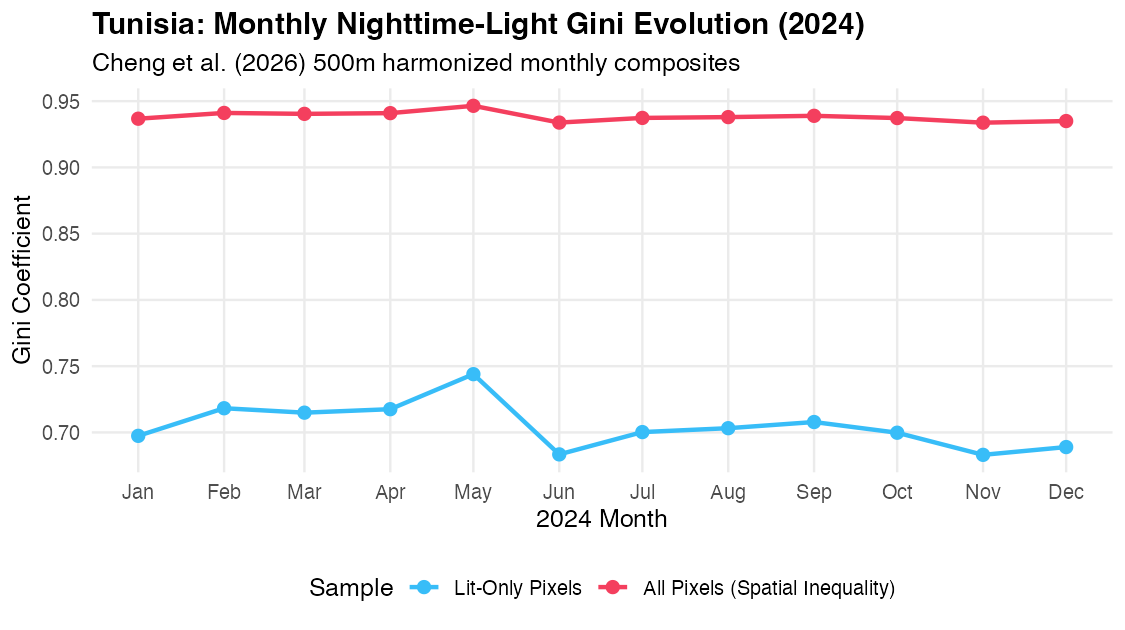 Tunisia: Monthly Nighttime-Light Gini Evolution (2024)
Cheng et al. (2026) 500m harmonized monthly composites
Gini Coefficient
0.95
0.90
0.85
0.80
0.75
0.70
Jan Feb Mar Apr May Jun Jul Aug Sep Oct Nov Dec
2024 Month
Sample Lit-Only Pixels All Pixels (Spatial Inequality)